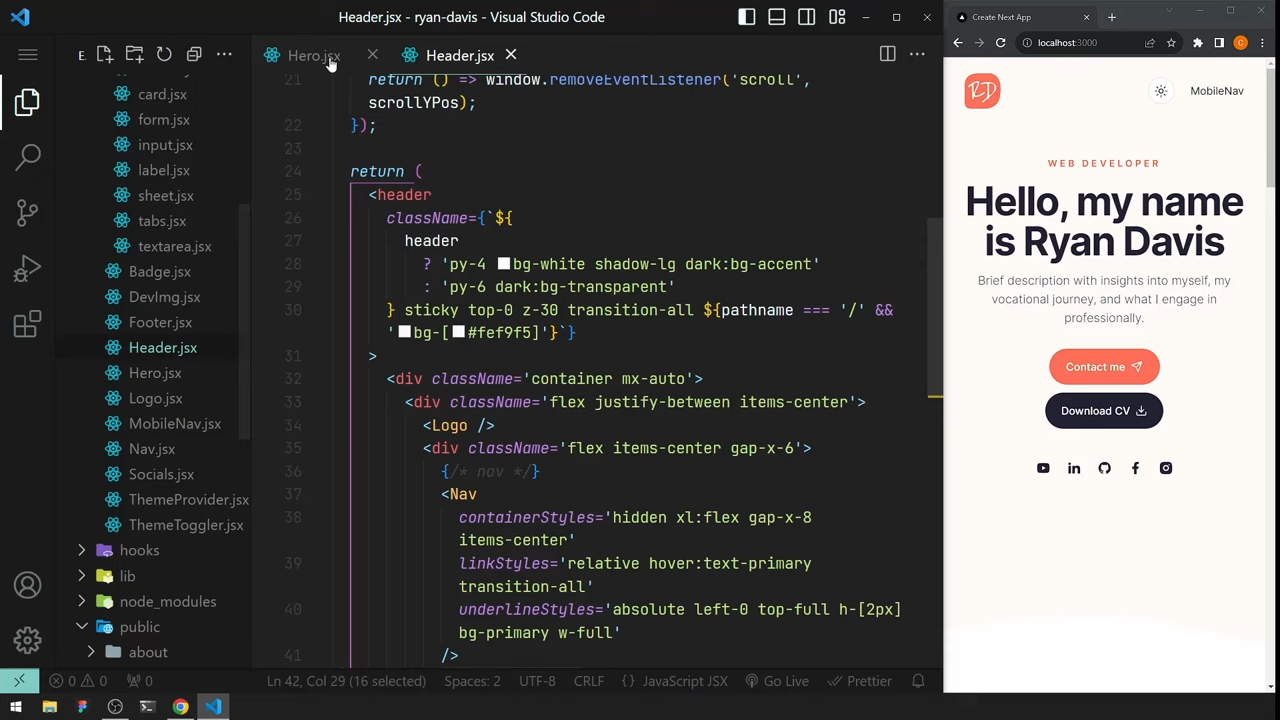 Header.jsx - ryan-davis - Visual Studio Code
E
card.jsx
form.jsx
input.jsx
label.jsx
sheet.jsx
tabs.jsx
textarea.jsx
Badge.jsx
DevImg.jsx
Footer.jsx
Header.jsx
Hero.jsx
Logo.jsx
MobileNav.jsx
Nav.jsx
Socials.jsx
ThemeProvider.jsx
ThemeToggler.jsx
hooks
lib
node_modules
public
about
Hero.jsx
Header.jsx
21 return () => window.removeEventListener('scroll',
scrollYPos);
22 });
23
24 return (
25 <header
26 className={`${
27 header
28 ? 'py-4 bg-white shadow-lg dark:bg-accent'
29 : 'py-6 dark:bg-transparent'
30 } sticky top-0 z-30 transition-all ${pathname === '/' &&
'bg-[#fef9f5]'}`}
31 >
32 <div className='container mx-auto'>
33 <div className='flex justify-between items-center'>
34 <Logo />
35 <div className='flex items-center gap-x-6'>
36 {/* nav */}
37 <Nav
38 containerStyles='hidden xl:flex gap-x-8
items-center'
39 linkStyles='relative hover:text-primary
transition-all'
40 underlineStyles='absolute left-0 top-full h-[2px]
bg-primary w-full'
41 />
0 0 0
Ln 42, Col 29 (16 selected)
Spaces: 2
UTF-8
CRLF
{} JavaScript JSX
Go Live
Prettier
Create Next App
localhost:3000
C
RD
MobileNav
WEB DEVELOPER
Hello, my name
is Ryan Davis
Brief description with insights into myself, my
vocational journey, and what I engage in
professionally.
Contact me
Download CV